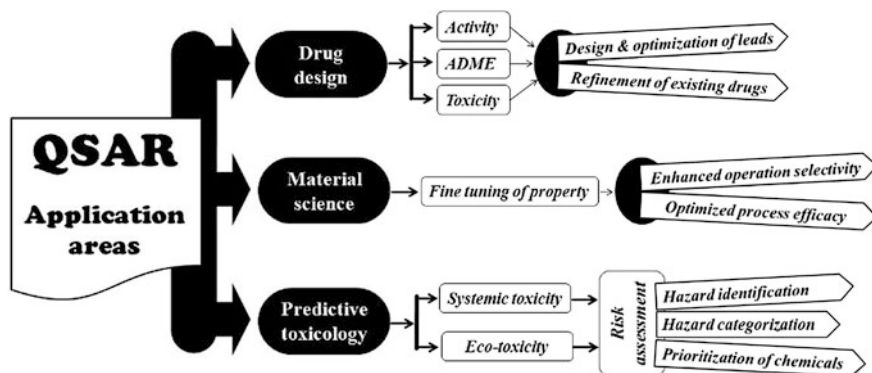 QSAR
Application
areas
Drug
design
Activity
ADME
Toxicity
Design & optimization of leads
Refinement of existing drugs
Material
science
Fine tuning of property
Enhanced operation selectivity
Optimized process efficacy
Predictive
toxicology
Systemic toxicity
Eco-toxicity
Risk
assessment
Hazard identification
Hazard categorization
Prioritization of chemicals